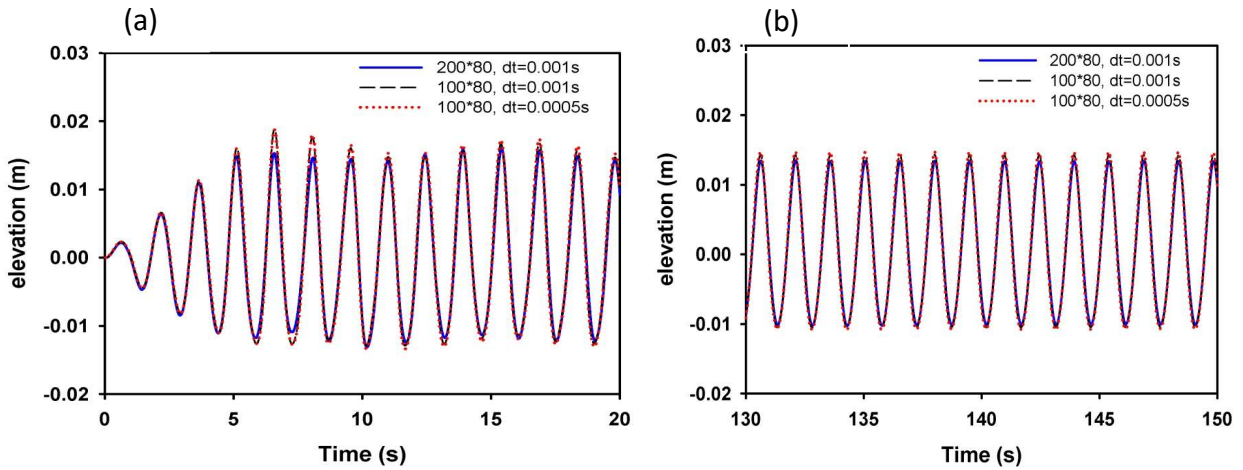 (a)
0.03
0.02
0.01
0.00
-0.01
-0.02
elevation (m)
200*80, dt=0.001s
100*80, dt=0.001s
100*80, dt=0.0005s
0 5 10 15 20
Time (s)
(b)
0.03
0.02
0.01
0.00
-0.01
-0.02
elevation (m)
200*80, dt=0.001s
100*80, dt=0.001s
100*80, dt=0.0005s
130 135 140 145 150
Time (s)